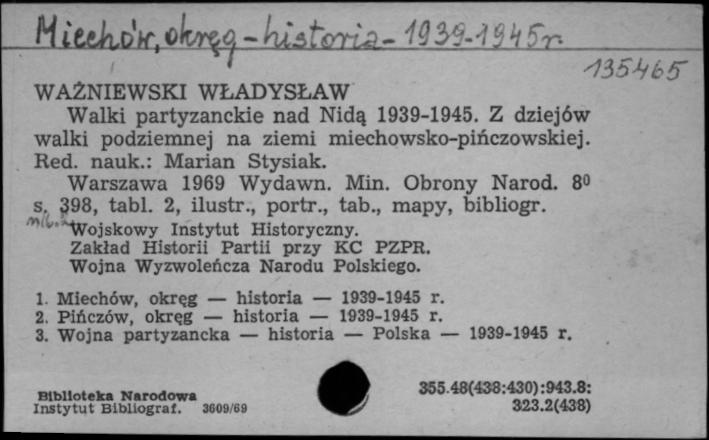 Miechów, okręg - historia - 1939-1945 r.
135465
WAŻNIEWSKI WŁADYSŁAW
Walki partyzanckie nad Nidą 1939-1945. Z dziejów
walki podziemnej na ziemi miechowsko-pińczowskiej.
Red. nauk.: Marian Stysiak.
Warszawa 1969 Wydawn. Min. Obrony Narod. 8⁰
s. 398, tabl. 2, ilustr., portr., tab., mapy, bibliogr.
Wojskowy Instytut Historyczny.
Zakład Historii Partii przy KC PZPR.
Wojna Wyzwoleńcza Narodu Polskiego.
1. Miechów, okręg — historia — 1939-1945 r.
2. Pińczów, okręg — historia — 1939-1945 r.
3. Wojna partyzancka — historia — Polska — 1939-1945 r.
Biblioteka Narodowa
Instytut Bibliograf. 3609/69
355.48(438:430):943.8:
323.2(438)